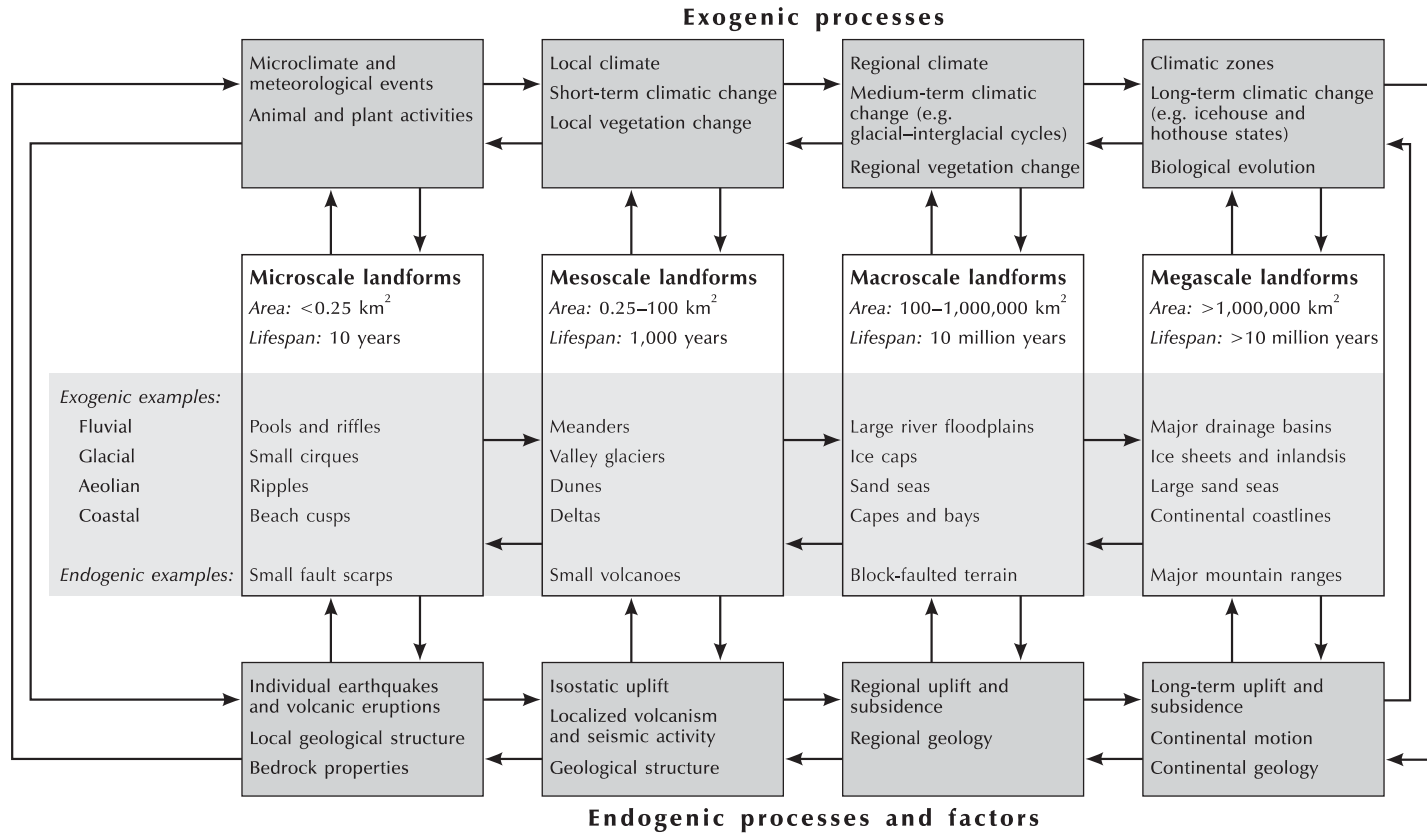 Exogenic processes
Microclimate and
meteorological events
Animal and plant activities
Local climate
Short-term climatic change
Local vegetation change
Regional climate
Medium-term climatic
change (e.g.
glacial–interglacial cycles)
Regional vegetation change
Climatic zones
Long-term climatic change
(e.g. icehouse and
hothouse states)
Biological evolution
Microscale landforms
Area: <0.25 km²
Lifespan: 10 years
Mesoscale landforms
Area: 0.25–100 km²
Lifespan: 1,000 years
Macroscale landforms
Area: 100–1,000,000 km²
Lifespan: 10 million years
Megascale landforms
Area: >1,000,000 km²
Lifespan: >10 million years
Exogenic examples:
Fluvial Pools and riffles Meanders Large river floodplains Major drainage basins
Glacial Small cirques Valley glaciers Ice caps Ice sheets and inlandsis
Aeolian Ripples Dunes Sand seas Large sand seas
Coastal Beach cusps Deltas Capes and bays Continental coastlines
Endogenic examples: Small fault scarps Small volcanoes Block-faulted terrain Major mountain ranges
Individual earthquakes
and volcanic eruptions
Local geological structure
Bedrock properties
Isostatic uplift
Localized volcanism
and seismic activity
Geological structure
Regional uplift and
subsidence
Regional geology
Long-term uplift and
subsidence
Continental motion
Continental geology
Endogenic processes and factors